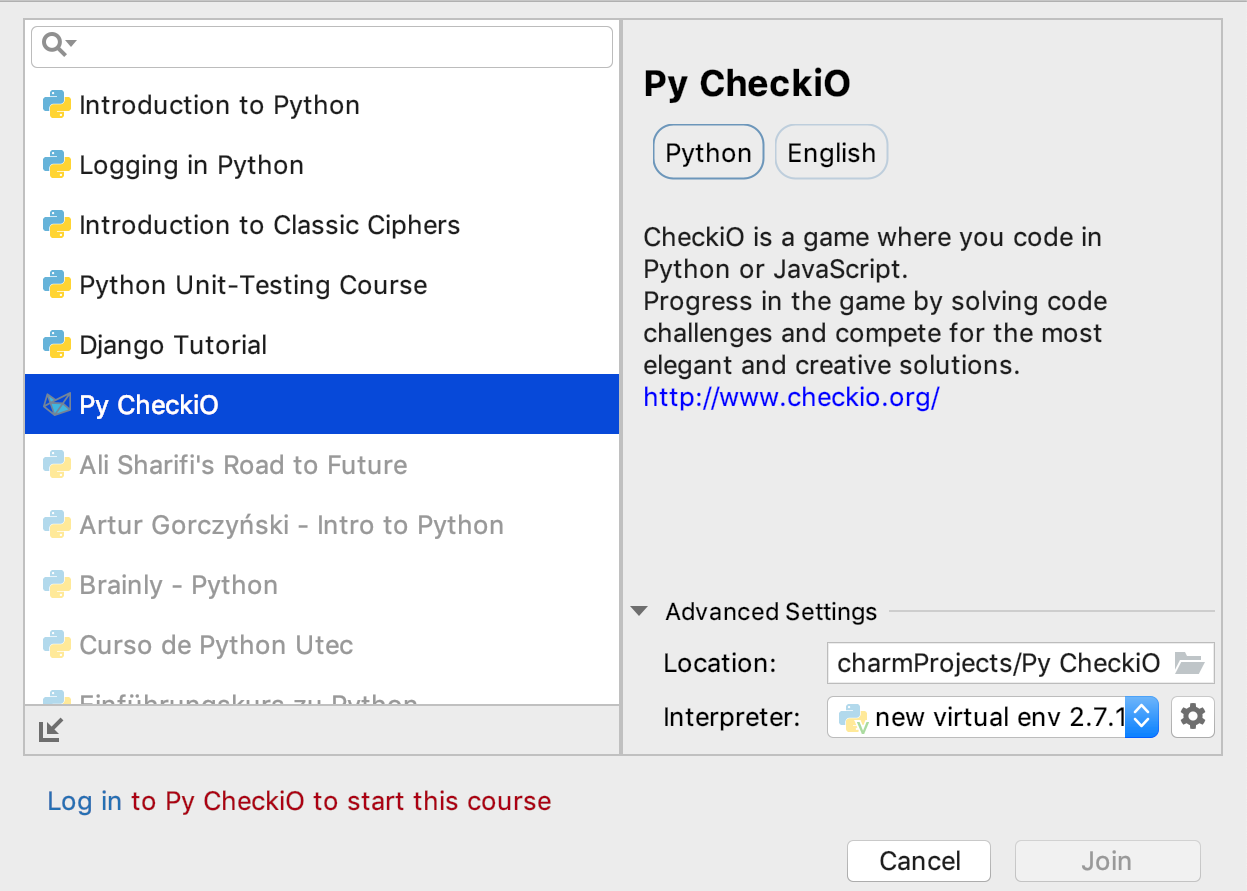 Introduction to Python
Logging in Python
Introduction to Classic Ciphers
Python Unit-Testing Course
Django Tutorial
Py CheckiO
Ali Sharifi's Road to Future
Artur Gorczyński - Intro to Python
Brainly - Python
Curso de Python Utec
Einführungskurs zu Python
Py CheckiO
Python English
CheckiO is a game where you code in
Python or JavaScript.
Progress in the game by solving code
challenges and compete for the most
elegant and creative solutions.
http://www.checkio.org/
Advanced Settings
Location: charmProjects/Py CheckiO
Interpreter: new virtual env 2.7.1
Log in to Py CheckiO to start this course
Cancel Join